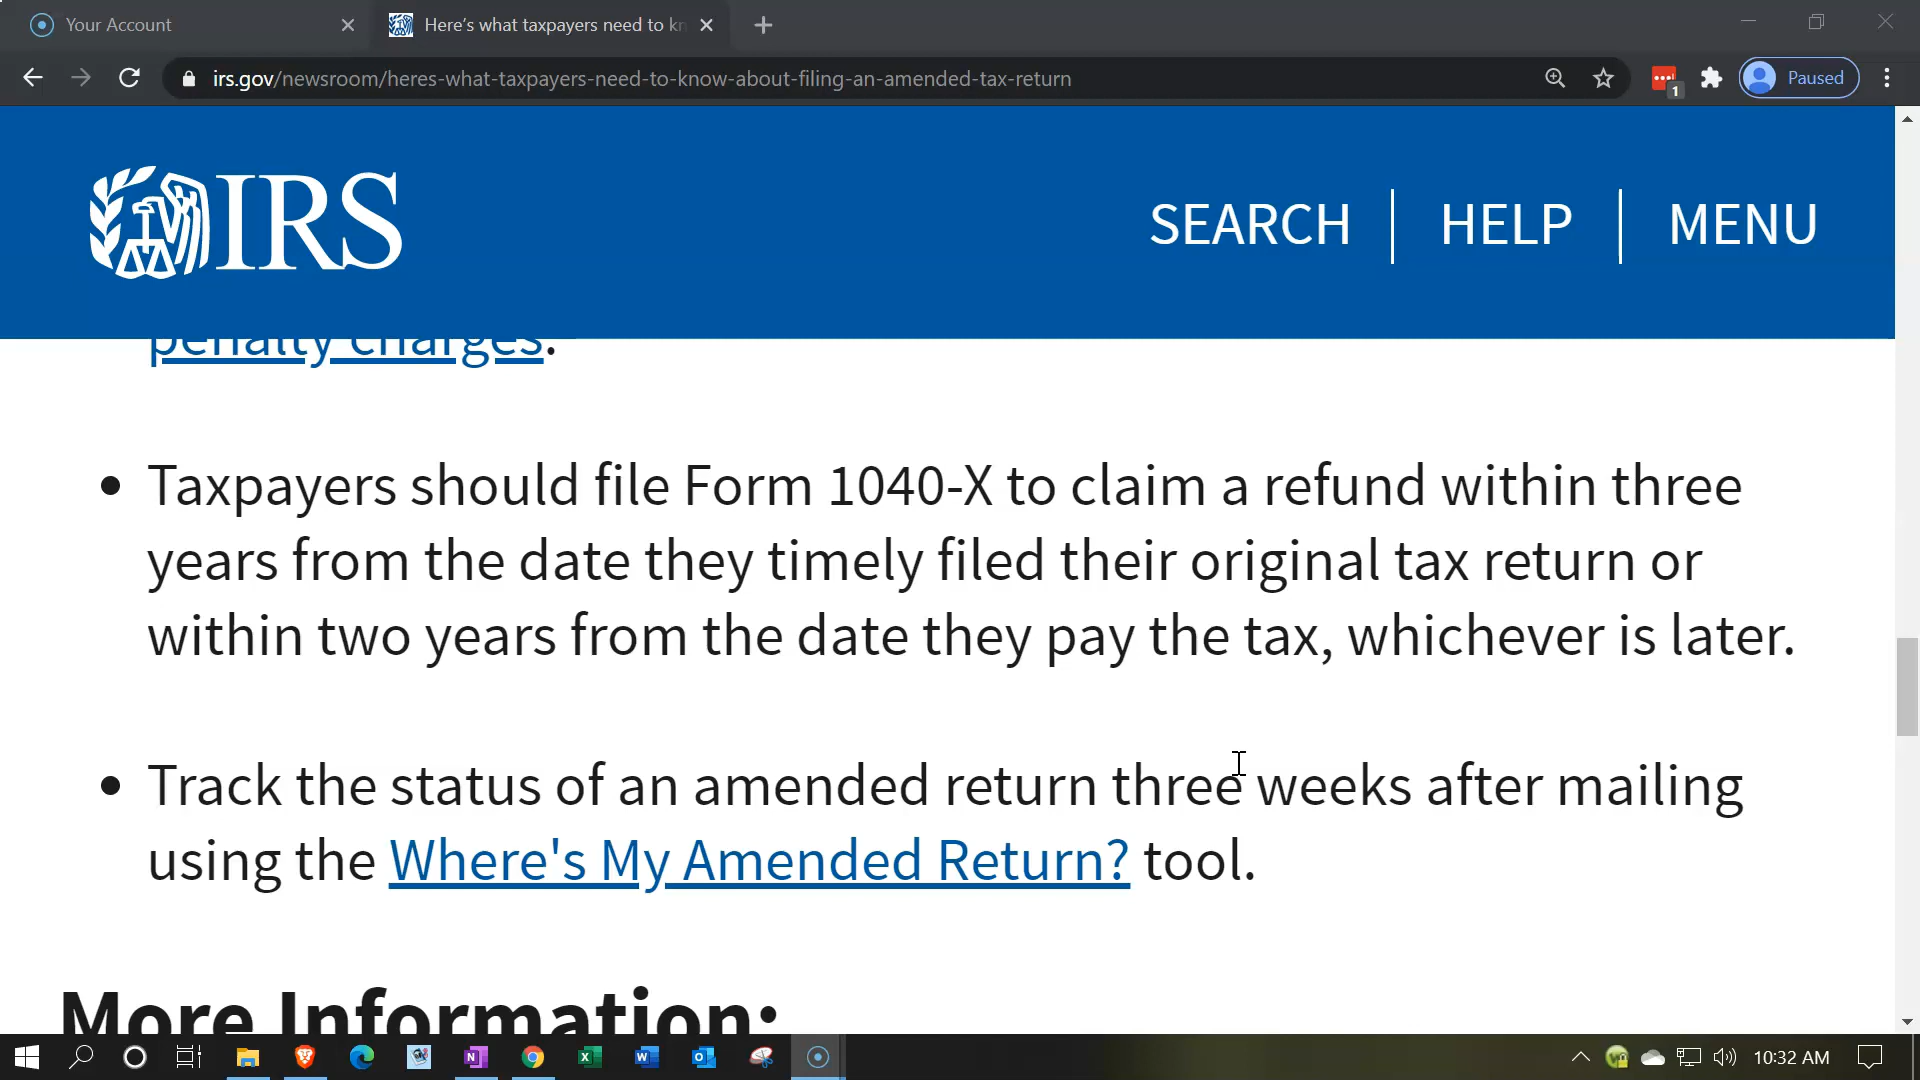 Your Account
Here's what taxpayers need to kn
irs.gov/newsroom/heres-what-taxpayers-need-to-know-about-filing-an-amended-tax-return
1
Paused
IRS
SEARCH
HELP
MENU
penalty charges.
• Taxpayers should file Form 1040-X to claim a refund within three
years from the date they timely filed their original tax return or
within two years from the date they pay the tax, whichever is later.
• Track the status of an amended return three weeks after mailing
using the Where's My Amended Return? tool.
More Information:
10:32 AM